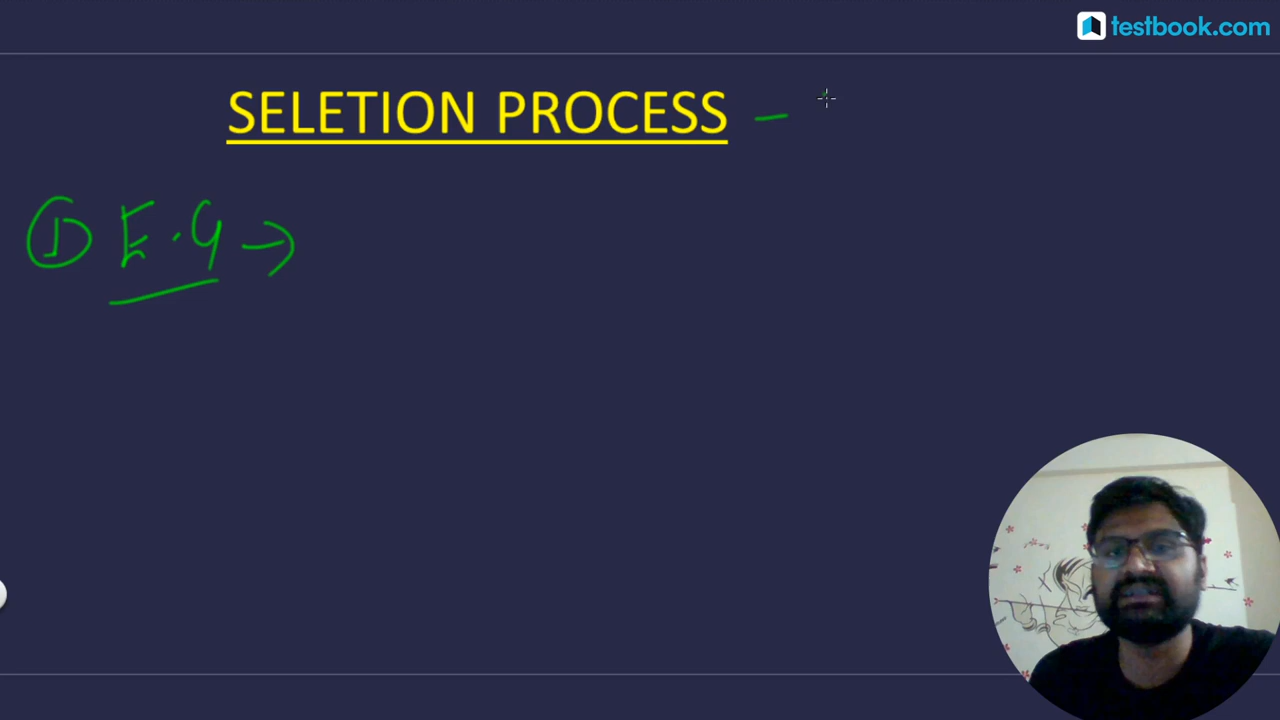 testbook.com
SELETION PROCESS -
① E.G →